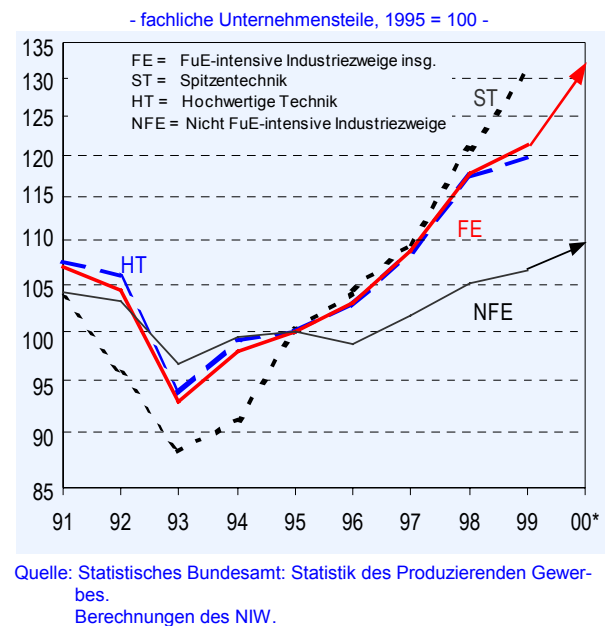 - fachliche Unternehmensteile, 1995 = 100 -
135
FE = FuE-intensive Industriezweige insg.
ST = Spitzentechnik
HT = Hochwertige Technik
NFE = Nicht FuE-intensive Industriezweige
130
ST
125
120
115
FE
110
HT
105
NFE
100
95
90
85
91 92 93 94 95 96 97 98 99 00*
Quelle: Statistisches Bundesamt: Statistik des Produzierenden Gewer-
bes.
Berechnungen des NIW.